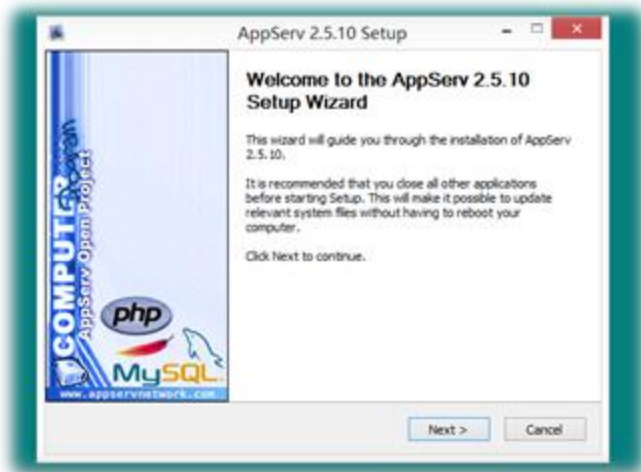 AppServ 2.5.10 Setup
Welcome to the AppServ 2.5.10
Setup Wizard
This wizard will guide you through the installation of AppServ
2.5.10.
It is recommended that you close all other applications
before starting Setup. This will make it possible to update
relevant system files without having to reboot your
computer.
Click Next to continue.
COMPUTER
Program
AppServ Open Project
php
MySQL
www.appservnetwork.com
Next >
Cancel